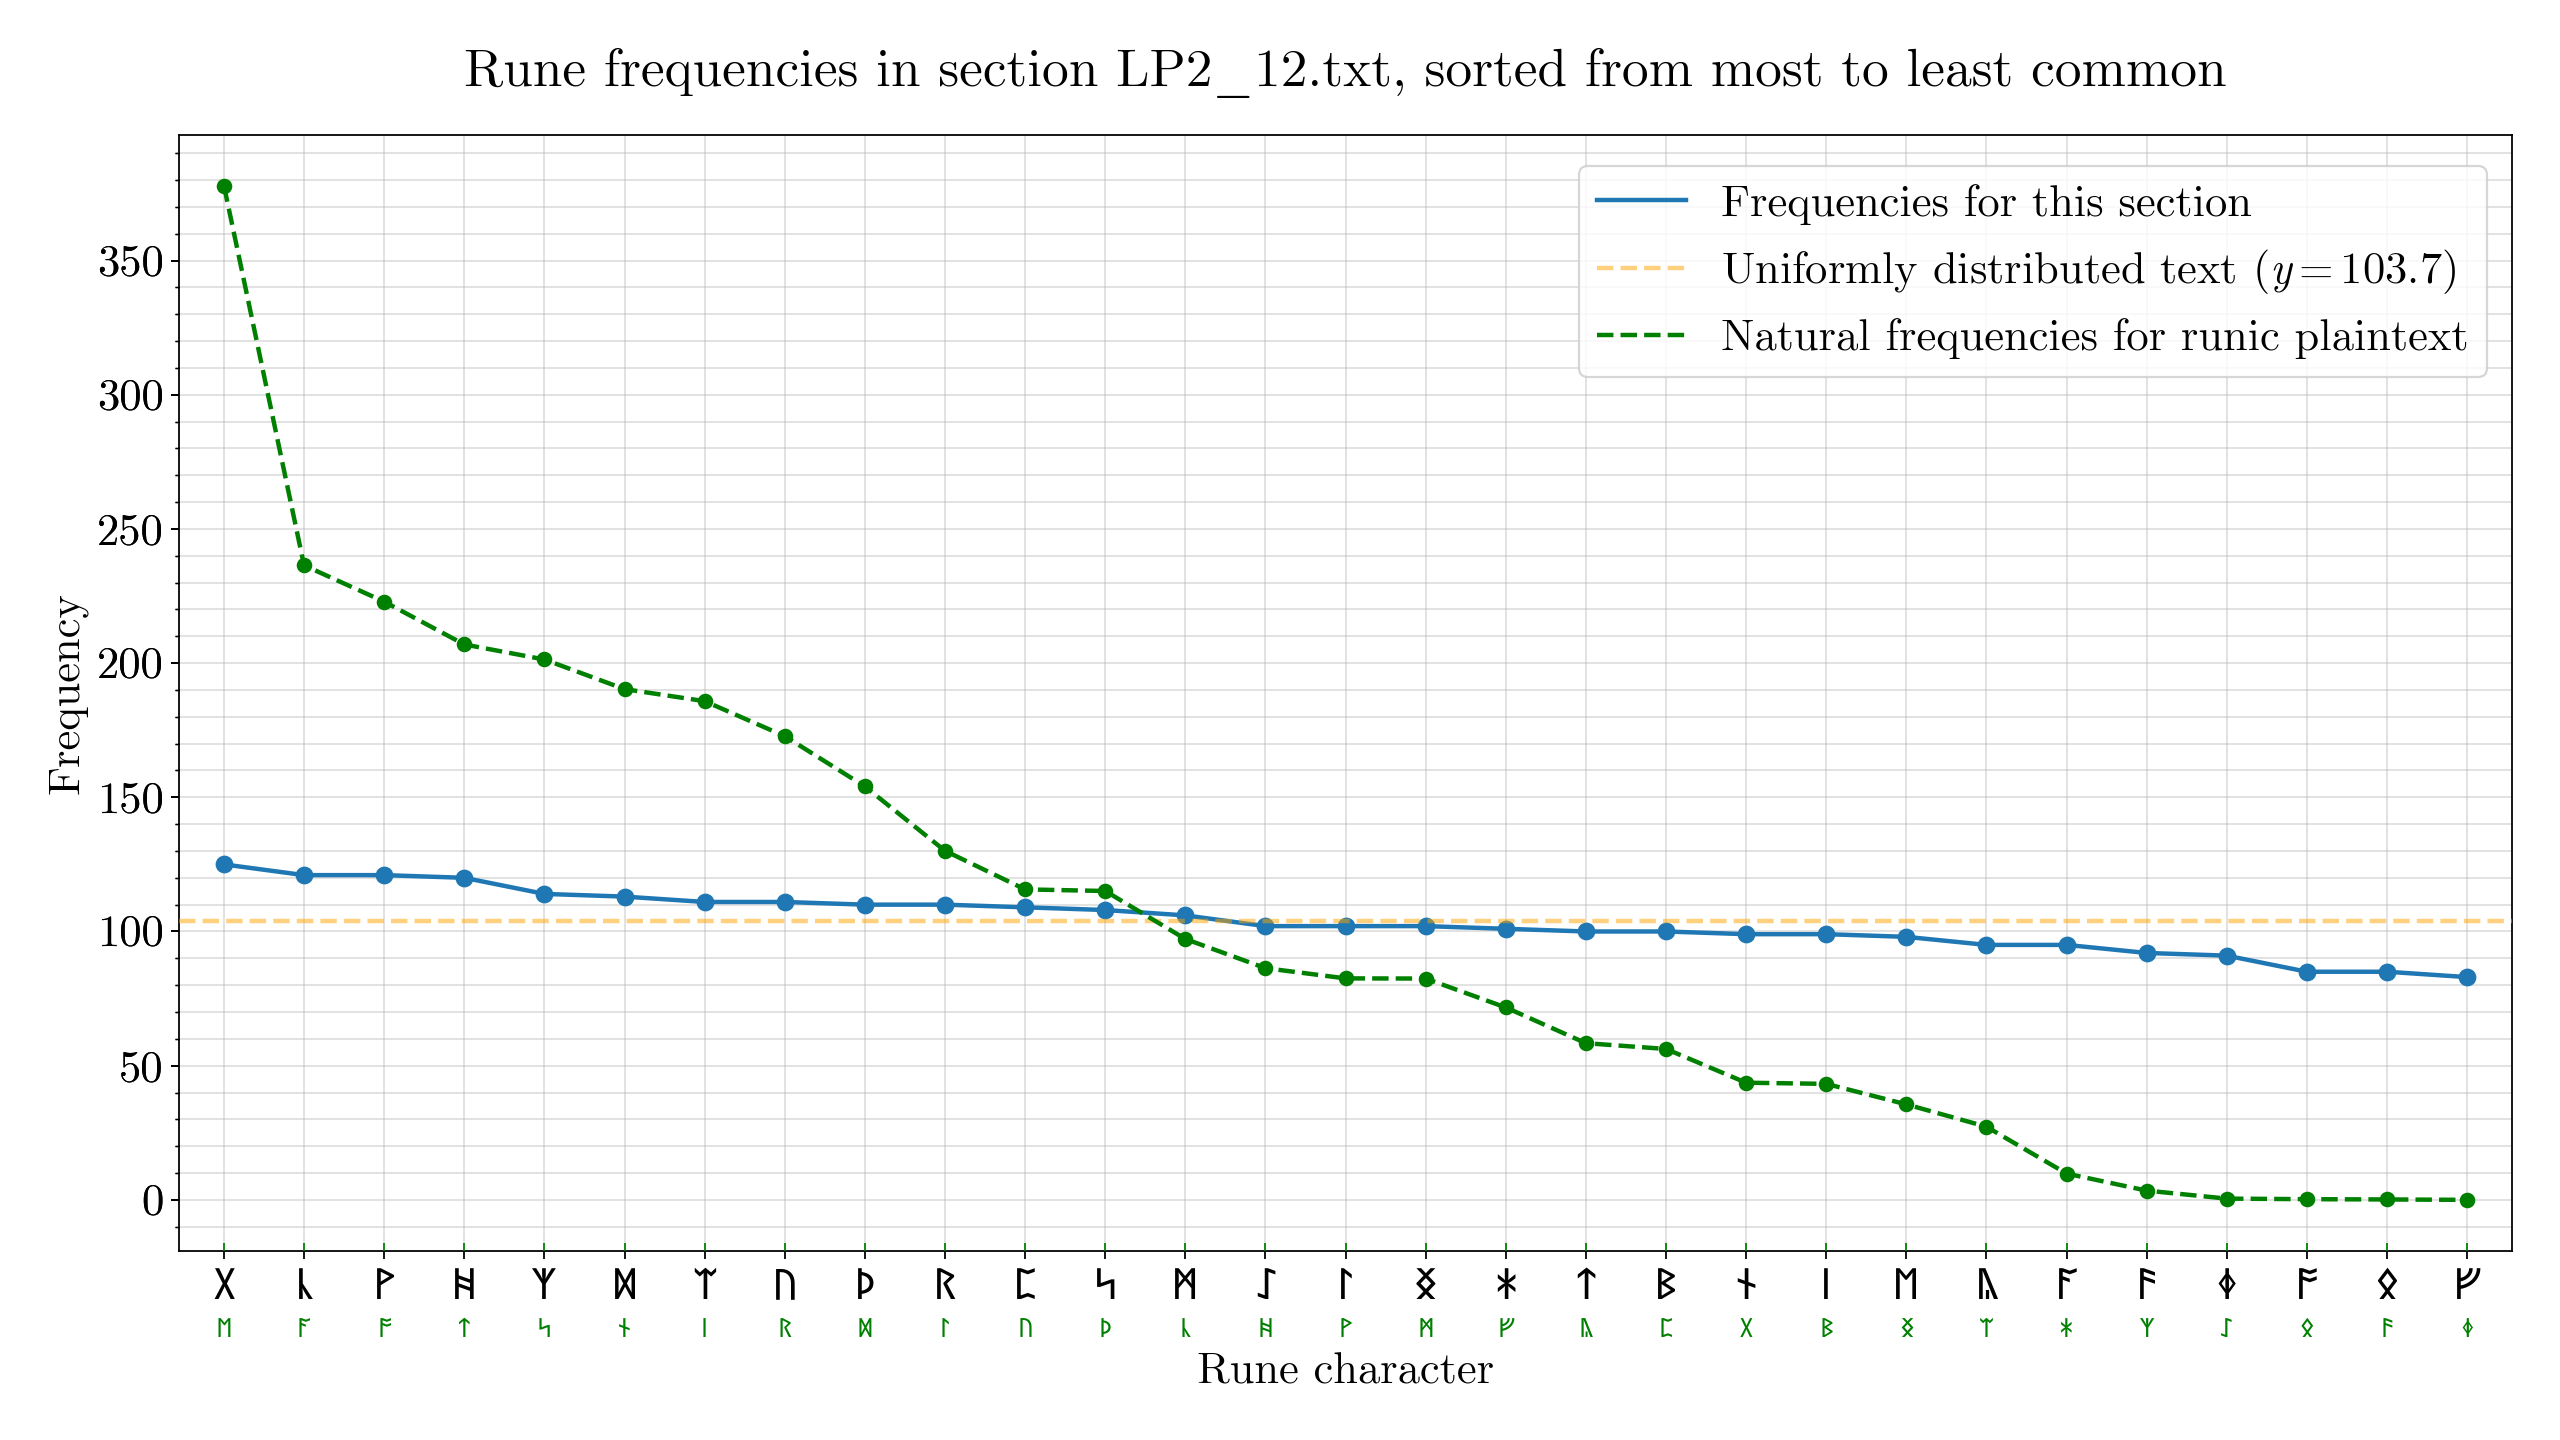 Rune frequencies in section LP2_12.txt, sorted from most to least common
Frequencies for this section
Uniformly distributed text (y=103.7)
Natural frequencies for runic plaintext
350
300
250
200
150
100
50
0
Frequency
ᚷ ᚳ ᚹ ᚻ ᛉ ᛞ ᛠ ᚢ ᚦ ᚱ ᛈ ᛋ ᛗ ᛇ ᛚ ᛝ ᛡ ᛏ ᛒ ᚾ ᛁ ᛖ ᚣ ᚪ ᚫ ᛄ ᚩ ᛟ ᚠ
ᛖ ᚪ ᚩ ᛏ ᛋ ᚾ ᛁ ᚱ ᛞ ᛚ ᚢ ᚦ ᚳ ᚻ ᚹ ᛗ ᚠ ᚣ ᛈ ᚷ ᛒ ᛝ ᛠ ᛡ ᛉ ᛇ ᛟ ᚫ ᛄ
Rune character